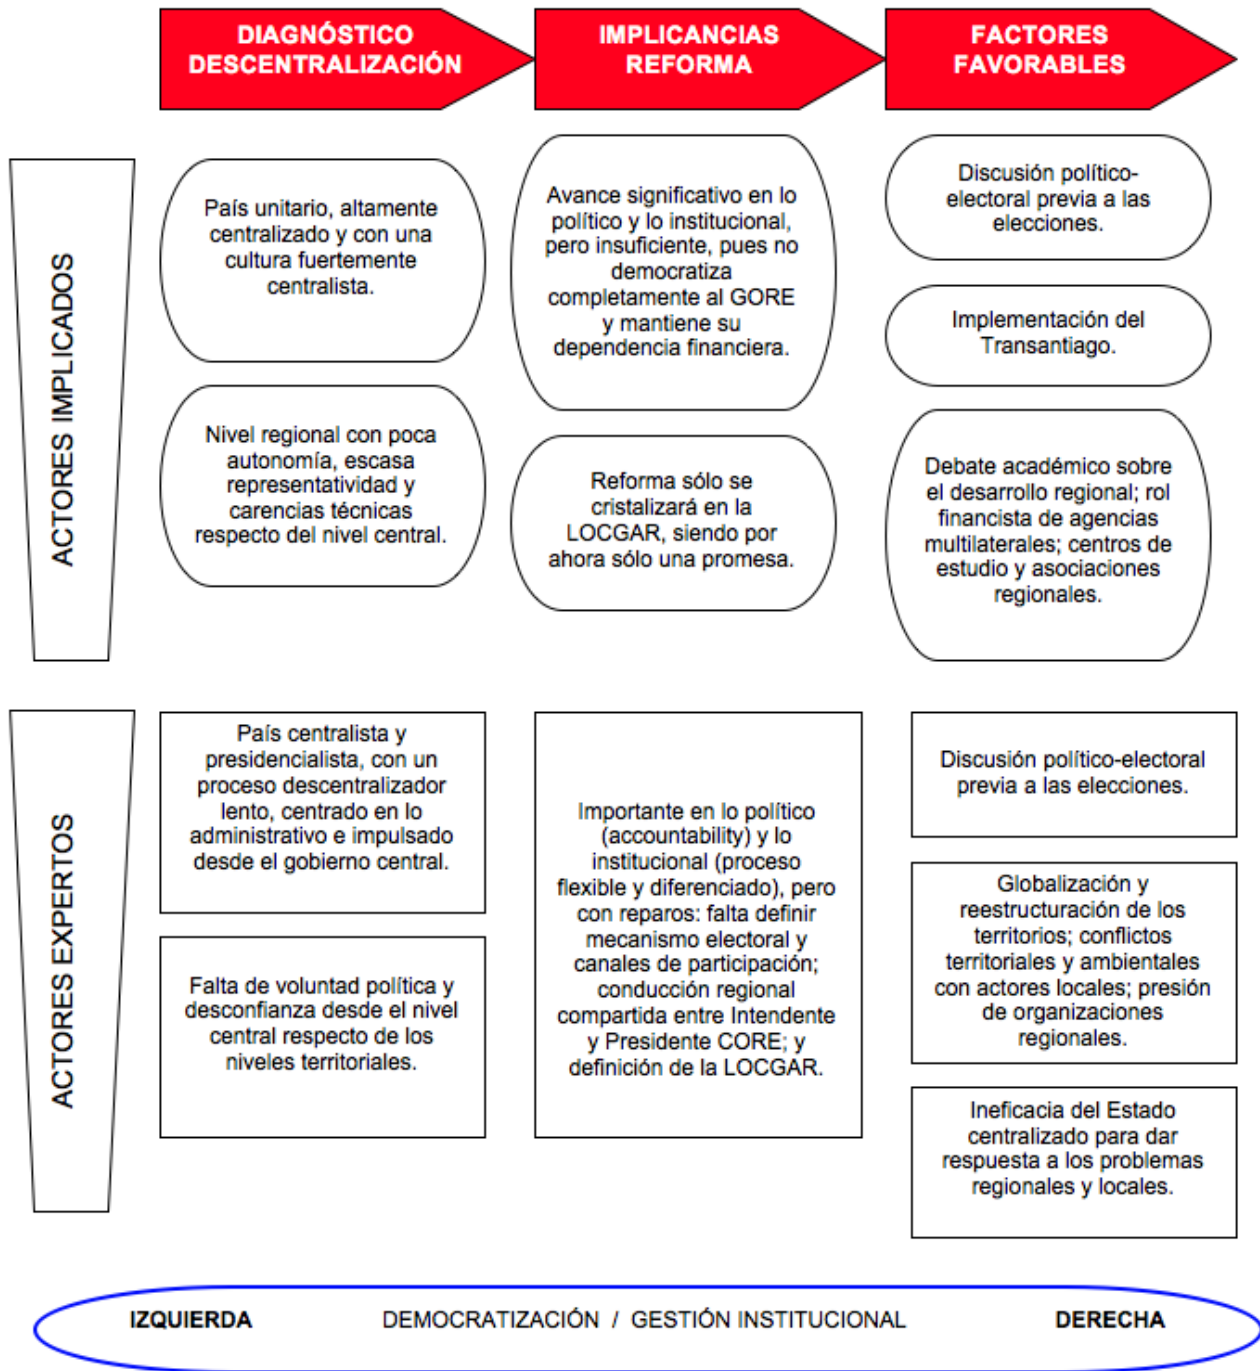 DIAGNÓSTICO
DESCENTRALIZACIÓN
IMPLICANCIAS
REFORMA
FACTORES
FAVORABLES
ACTORES IMPLICADOS
País unitario, altamente
centralizado y con una
cultura fuertemente
centralista.
Nivel regional con poca
autonomía, escasa
representatividad y
carencias técnicas
respecto del nivel central.
Avance significativo en lo
político y lo institucional,
pero insuficiente, pues no
democratiza
completamente al GORE
y mantiene su
dependencia financiera.
Reforma sólo se
cristalizará en la
LOCGAR, siendo por
ahora sólo una promesa.
Discusión político-
electoral previa a las
elecciones.
Implementación del
Transantiago.
Debate académico sobre
el desarrollo regional; rol
financista de agencias
multilaterales; centros de
estudio y asociaciones
regionales.
ACTORES EXPERTOS
País centralista y
presidencialista, con un
proceso descentralizador
lento, centrado en lo
administrativo e impulsado
desde el gobierno central.
Falta de voluntad política y
desconfianza desde el nivel
central respecto de los
niveles territoriales.
Importante en lo político
(accountability) y lo
institucional (proceso
flexible y diferenciado), pero
con reparos: falta definir
mecanismo electoral y
canales de participación;
conducción regional
compartida entre Intendente
y Presidente CORE; y
definición de la LOCGAR.
Discusión político-electoral
previa a las elecciones.
Globalización y
reestructuración de los
territorios; conflictos
territoriales y ambientales
con actores locales; presión
de organizaciones
regionales.
Ineficacia del Estado
centralizado para dar
respuesta a los problemas
regionales y locales.
IZQUIERDA DEMOCRATIZACIÓN / GESTIÓN INSTITUCIONAL DERECHA